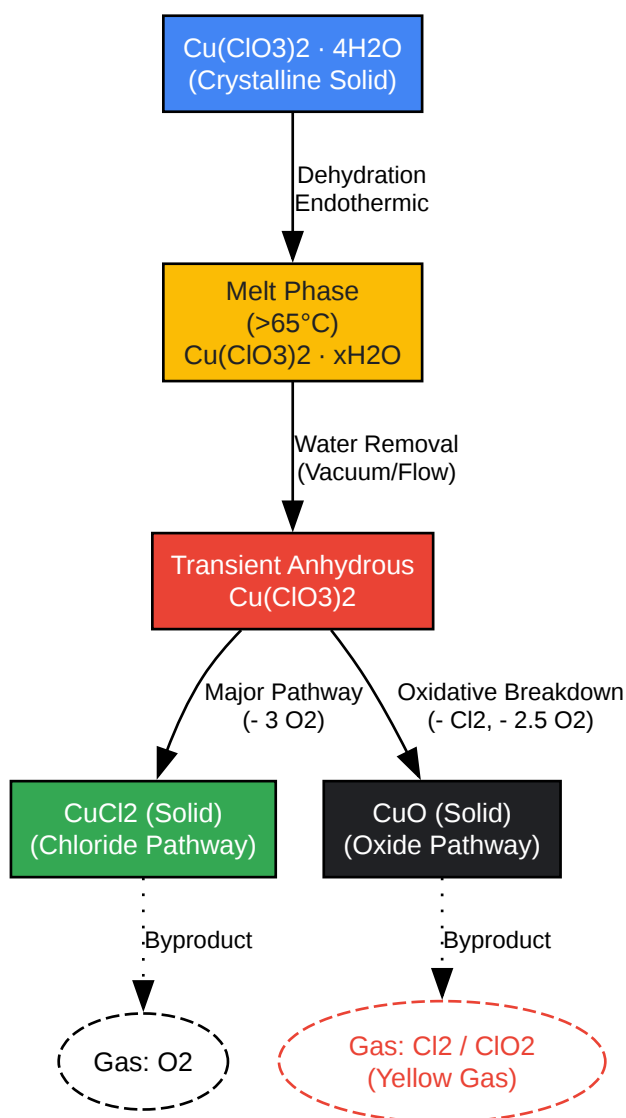 Cu(ClO3)2 · 4H2O
(Crystalline Solid)
Dehydration
Endothermic
Melt Phase
(>65°C)
Cu(ClO3)2 · xH2O
Water Removal
(Vacuum/Flow)
Transient Anhydrous
Cu(ClO3)2
Major Pathway
(- 3 O2)
Oxidative Breakdown
(- Cl2, - 2.5 O2)
CuCl2 (Solid)
(Chloride Pathway)
CuO (Solid)
(Oxide Pathway)
Byproduct
Byproduct
Gas: O2
Gas: Cl2 / ClO2
(Yellow Gas)